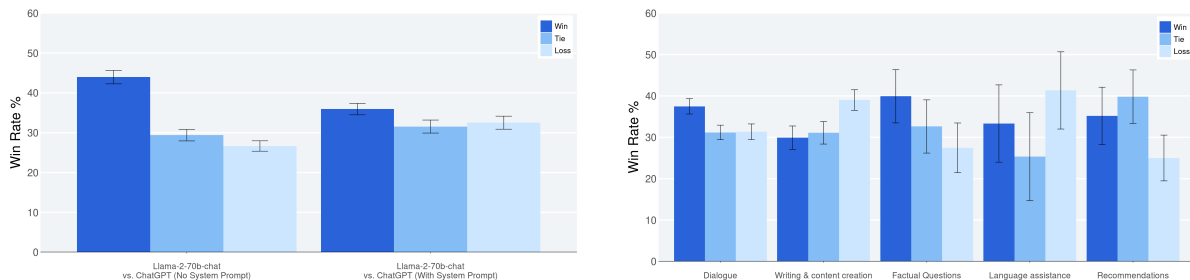 60
50
40
30
20
10
0
Win Rate %
Win
Tie
Loss
Llama-2-70b-chat
vs. ChatGPT (No System Prompt)
Llama-2-70b-chat
vs. ChatGPT (With System Prompt)
60
50
40
30
20
10
0
Win Rate %
Win
Tie
Loss
Dialogue
Writing & content creation
Factual Questions
Language assistance
Recommendations